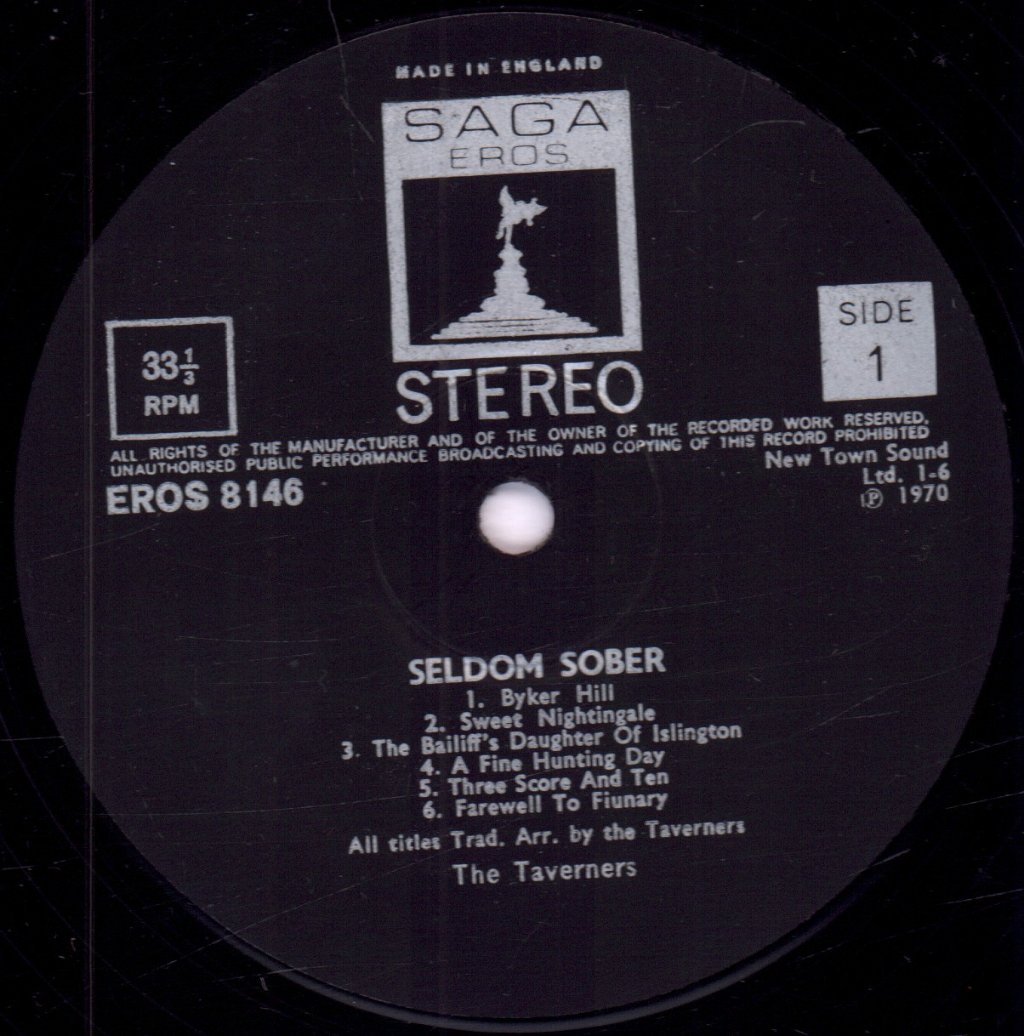 MADE IN ENGLAND
SAGA
EROS
SIDE
1
33 1/3
RPM
STEREO
ALL RIGHTS OF THE MANUFACTURER AND OF THE OWNER OF THE RECORDED WORK RESERVED,
UNAUTHORISED PUBLIC PERFORMANCE BROADCASTING AND COPYING OF THIS RECORD PROHIBITED
EROS 8146
New Town Sound
Ltd. 1-6
℗ 1970
SELDOM SOBER
1. Byker Hill
2. Sweet Nightingale
3. The Bailiff's Daughter Of Islington
4. A Fine Hunting Day
5. Three Score And Ten
6. Farewell To Fiunary
All titles Trad. Arr. by the Taverners
The Taverners